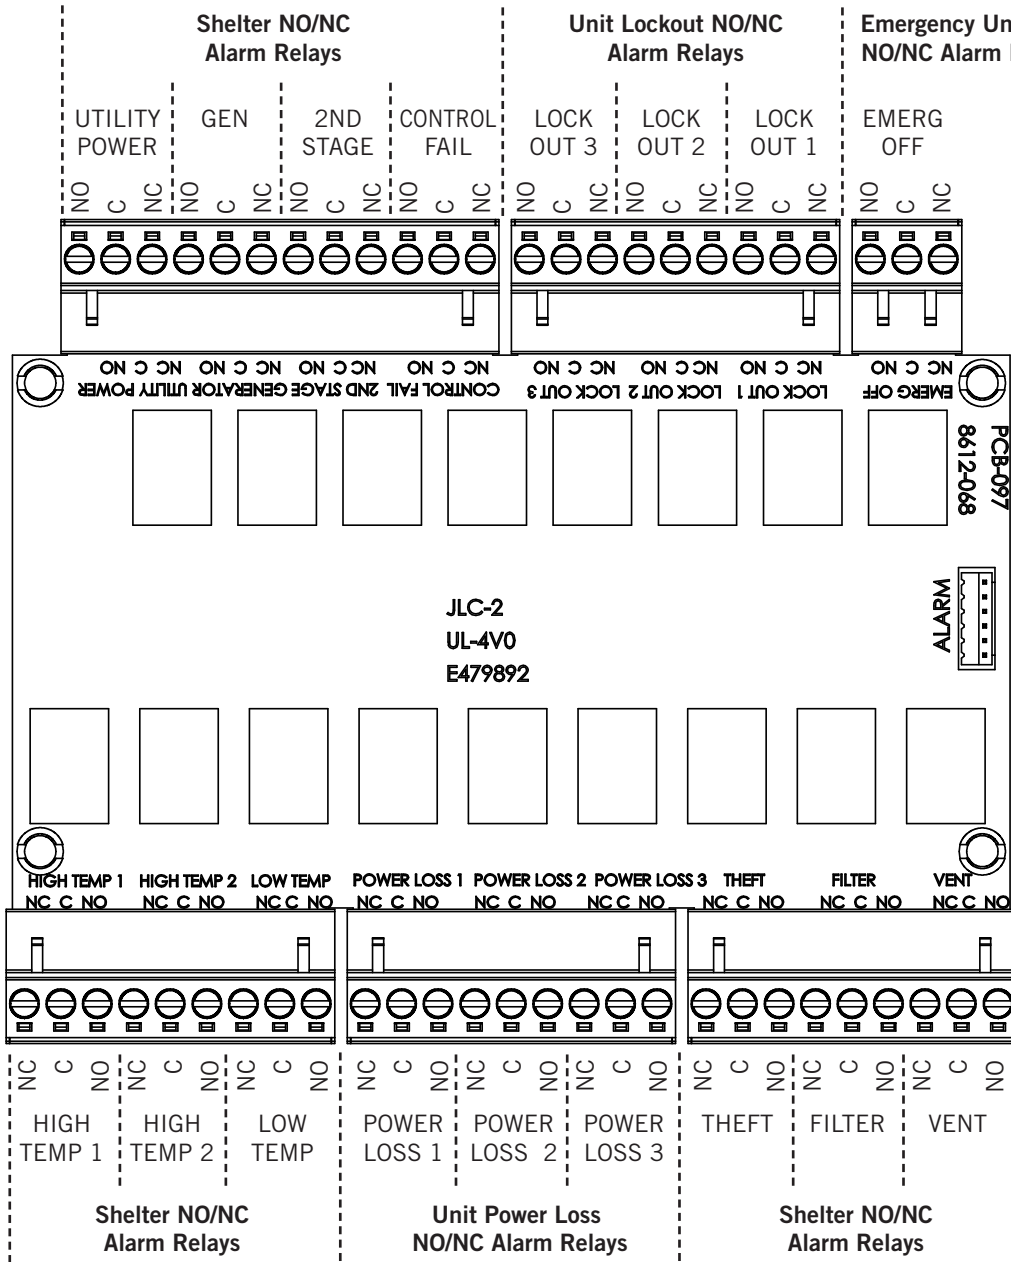 Shelter NO/NC
Alarm Relays
Unit Lockout NO/NC
Alarm Relays
Emergency Un
NO/NC Alarm
UTILITY
POWER
GEN
2ND
STAGE
CONTROL
FAIL
LOCK
OUT 3
LOCK
OUT 2
LOCK
OUT 1
EMERG
OFF
NO C NC NO C NC NO C NC NO C NC NO C NC NO C NC NO C NC NO C NC
NO C NC NO C NC NO C NC NO C NC NO C NC NO C NC NO C NC NO C NC
UTILITY POWER GENERATOR 2ND STAGE CONTROL FAIL LOCK OUT 3 LOCK OUT 2 LOCK OUT 1 EMERG OFF
PCB-097
8612-068
JLC-2
UL-4V0
E479892
ALARM
HIGH TEMP 1 HIGH TEMP 2 LOW TEMP POWER LOSS 1 POWER LOSS 2 POWER LOSS 3 THEFT FILTER VENT
NC C NO NC C NO NC C NO NC C NO NC C NO NC C NO NC C NO NC C NO NC C NO
NC C NO NC C NO NC C NO NC C NO NC C NO NC C NO NC C NO NC C NO NC C NO
HIGH
TEMP 1
HIGH
TEMP 2
LOW
TEMP
POWER
LOSS 1
POWER
LOSS 2
POWER
LOSS 3
THEFT
FILTER
VENT
Shelter NO/NC
Alarm Relays
Unit Power Loss
NO/NC Alarm Relays
Shelter NO/NC
Alarm Relays